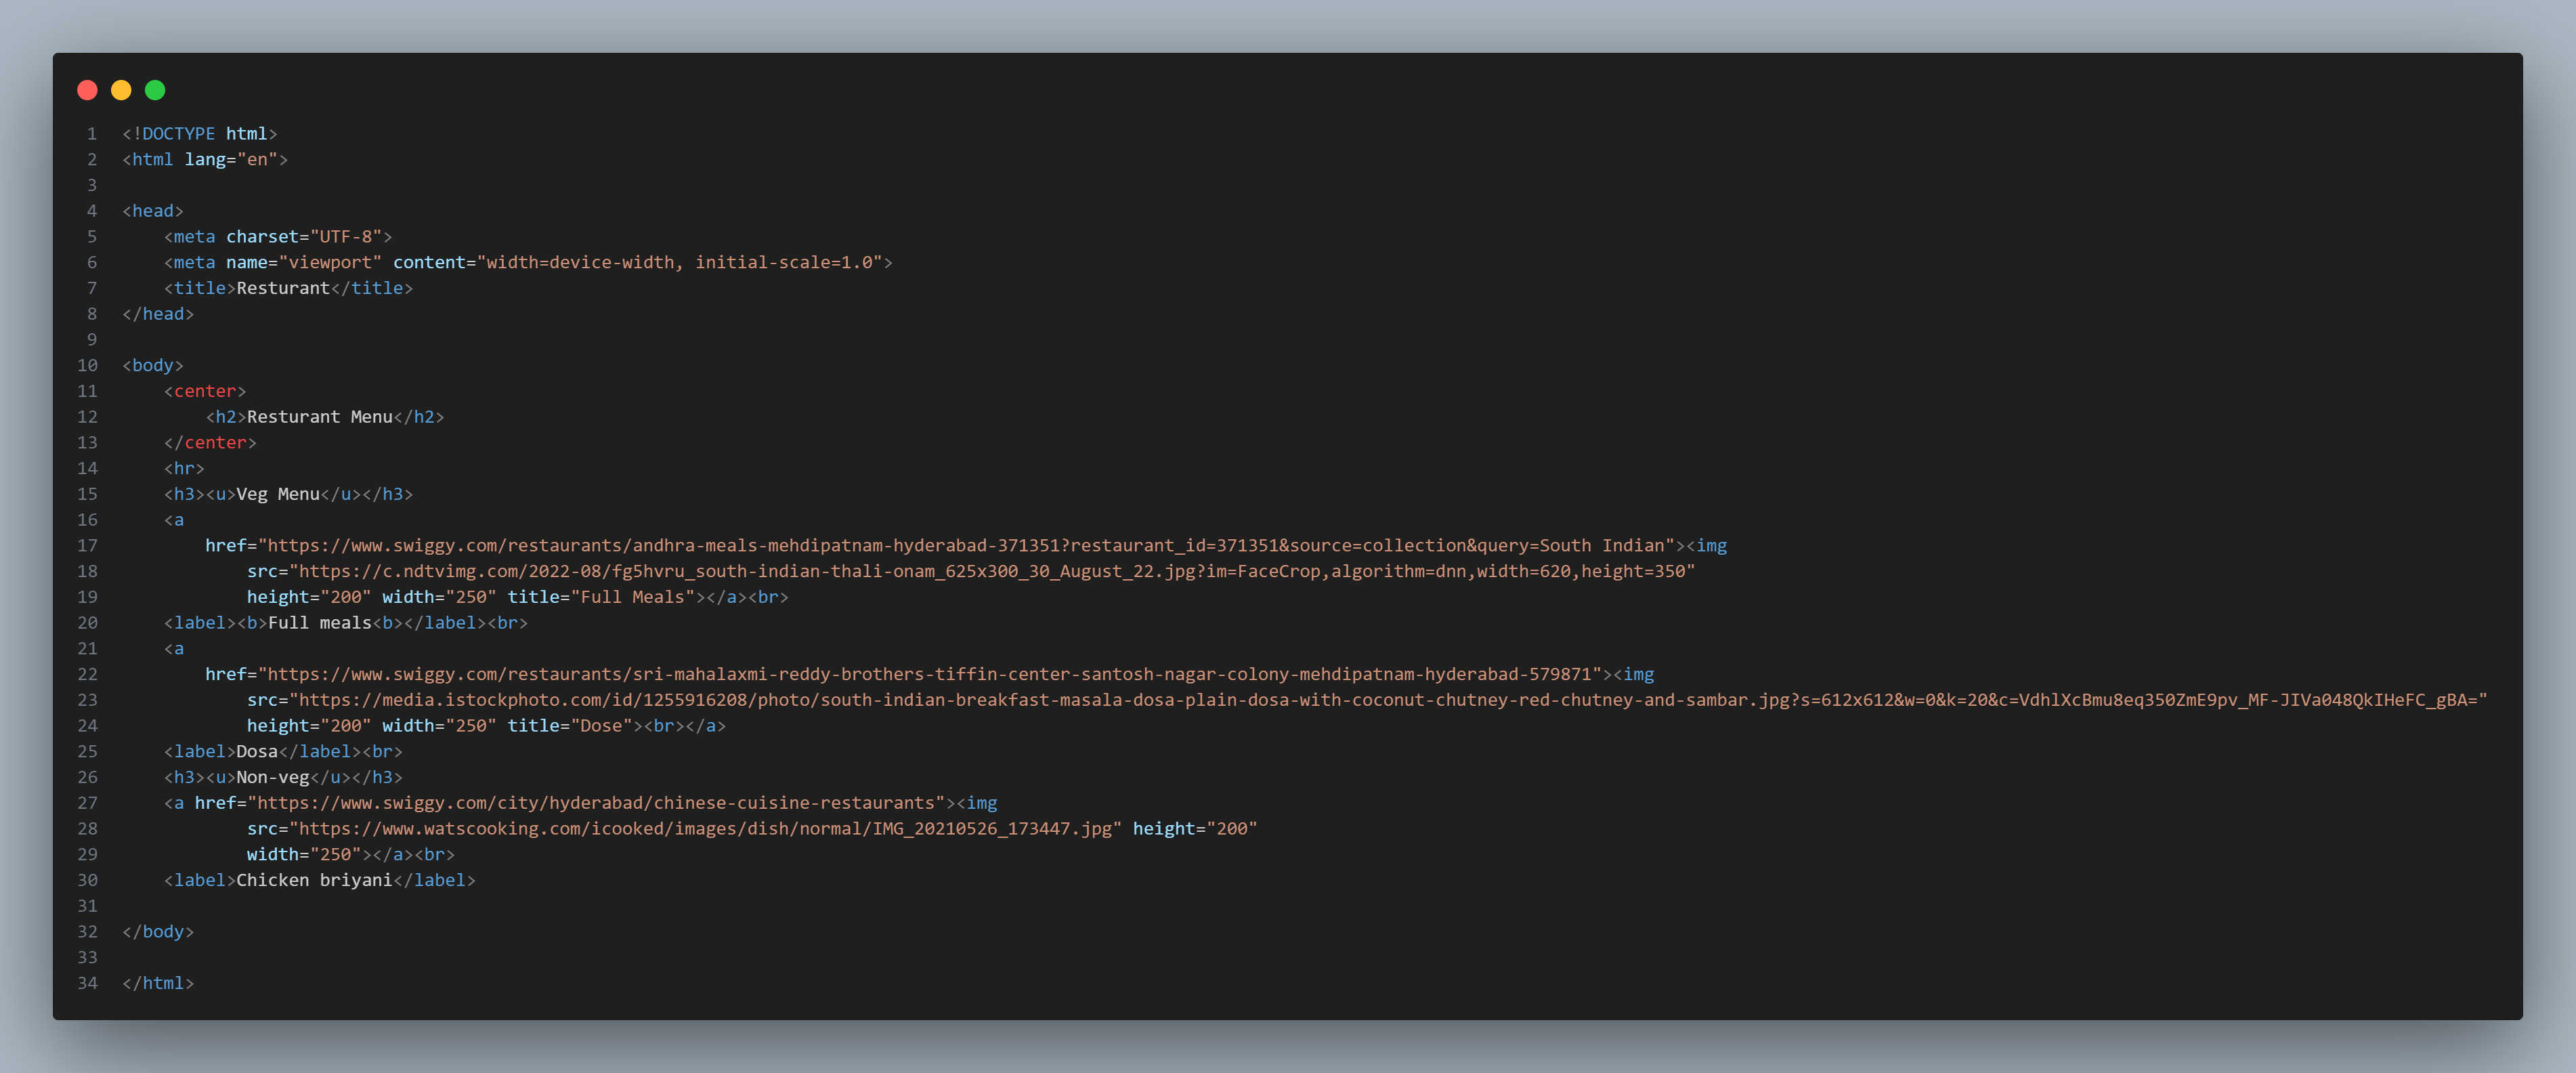 1 <!DOCTYPE html>
2 <html lang="en">
3
4 <head>
5     <meta charset="UTF-8">
6     <meta name="viewport" content="width=device-width, initial-scale=1.0">
7     <title>Resturant</title>
8 </head>
9
10 <body>
11     <center>
12         <h2>Resturant Menu</h2>
13     </center>
14     <hr>
15     <h3><u>Veg Menu</u></h3>
16     <a
17         href="https://www.swiggy.com/restaurants/andhra-meals-mehdipatnam-hyderabad-371351?restaurant_id=371351&source=collection&query=South Indian"><img
18             src="https://c.ndtvimg.com/2022-08/fg5hvru_south-indian-thali-onam_625x300_30_August_22.jpg?im=FaceCrop,algorithm=dnn,width=620,height=350"
19             height="200" width="250" title="Full Meals"></a><br>
20     <label><b>Full meals<b></label><br>
21     <a
22         href="https://www.swiggy.com/restaurants/sri-mahalaxmi-reddy-brothers-tiffin-center-santosh-nagar-colony-mehdipatnam-hyderabad-579871"><img
23             src="https://media.istockphoto.com/id/1255916208/photo/south-indian-breakfast-masala-dosa-plain-dosa-with-coconut-chutney-red-chutney-and-sambar.jpg?s=612x612&w=0&k=20&c=VdhlXcBmu8eq350ZmE9pv_MF-JIVa048QkIHeFC_gBA="
24             height="200" width="250" title="Dose"><br></a>
25     <label>Dosa</label><br>
26     <h3><u>Non-veg</u></h3>
27     <a href="https://www.swiggy.com/city/hyderabad/chinese-cuisine-restaurants"><img
28             src="https://www.watscooking.com/icooked/images/dish/normal/IMG_20210526_173447.jpg" height="200"
29             width="250"></a><br>
30     <label>Chicken briyani</label>
31
32 </body>
33
34 </html>